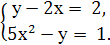 y − 2x = 2,
5x² − y = 1.